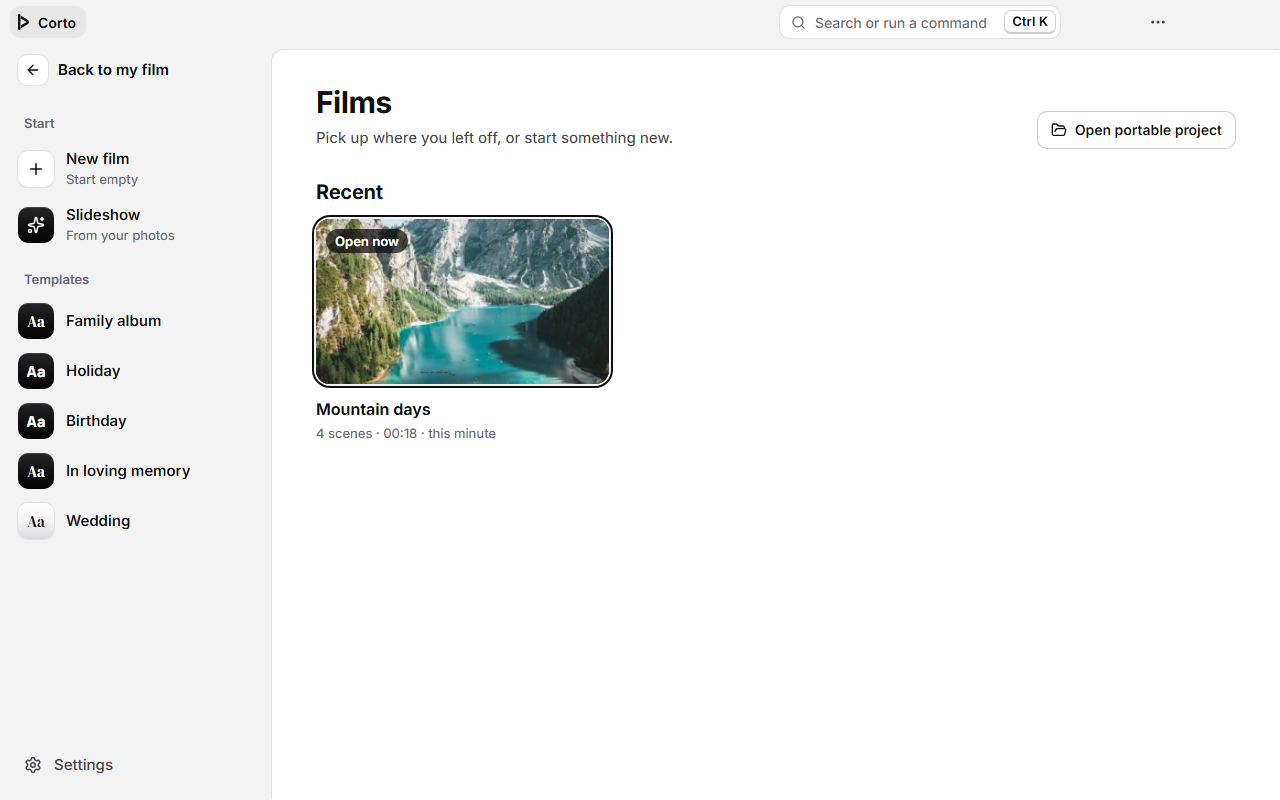 Corto
Search or run a command
Ctrl K
Back to my film
Start
New film
Start empty
Slideshow
From your photos
Templates
Aa Family album
Aa Holiday
Aa Birthday
Aa In loving memory
Aa Wedding
Settings
Films
Pick up where you left off, or start something new.
Open portable project
Recent
Open now
Mountain days
4 scenes · 00:18 · this minute